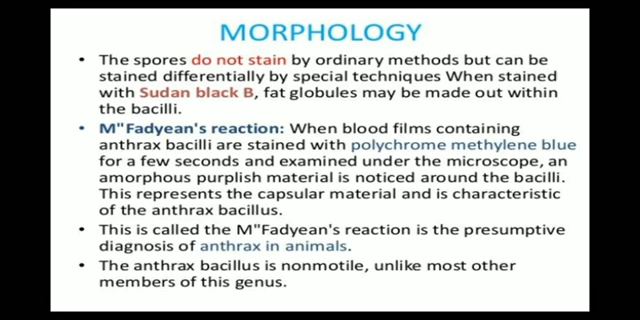 MORPHOLOGY
• The spores do not stain by ordinary methods but can be
stained differentially by special techniques When stained
with Sudan black B, fat globules may be made out within
the bacilli.
• M"Fadyean's reaction: When blood films containing
anthrax bacilli are stained with polychrome methylene blue
for a few seconds and examined under the microscope, an
amorphous purplish material is noticed around the bacilli.
This represents the capsular material and is characteristic
of the anthrax bacillus.
• This is called the M"Fadyean's reaction is the presumptive
diagnosis of anthrax in animals.
• The anthrax bacillus is nonmotile, unlike most other
members of this genus.